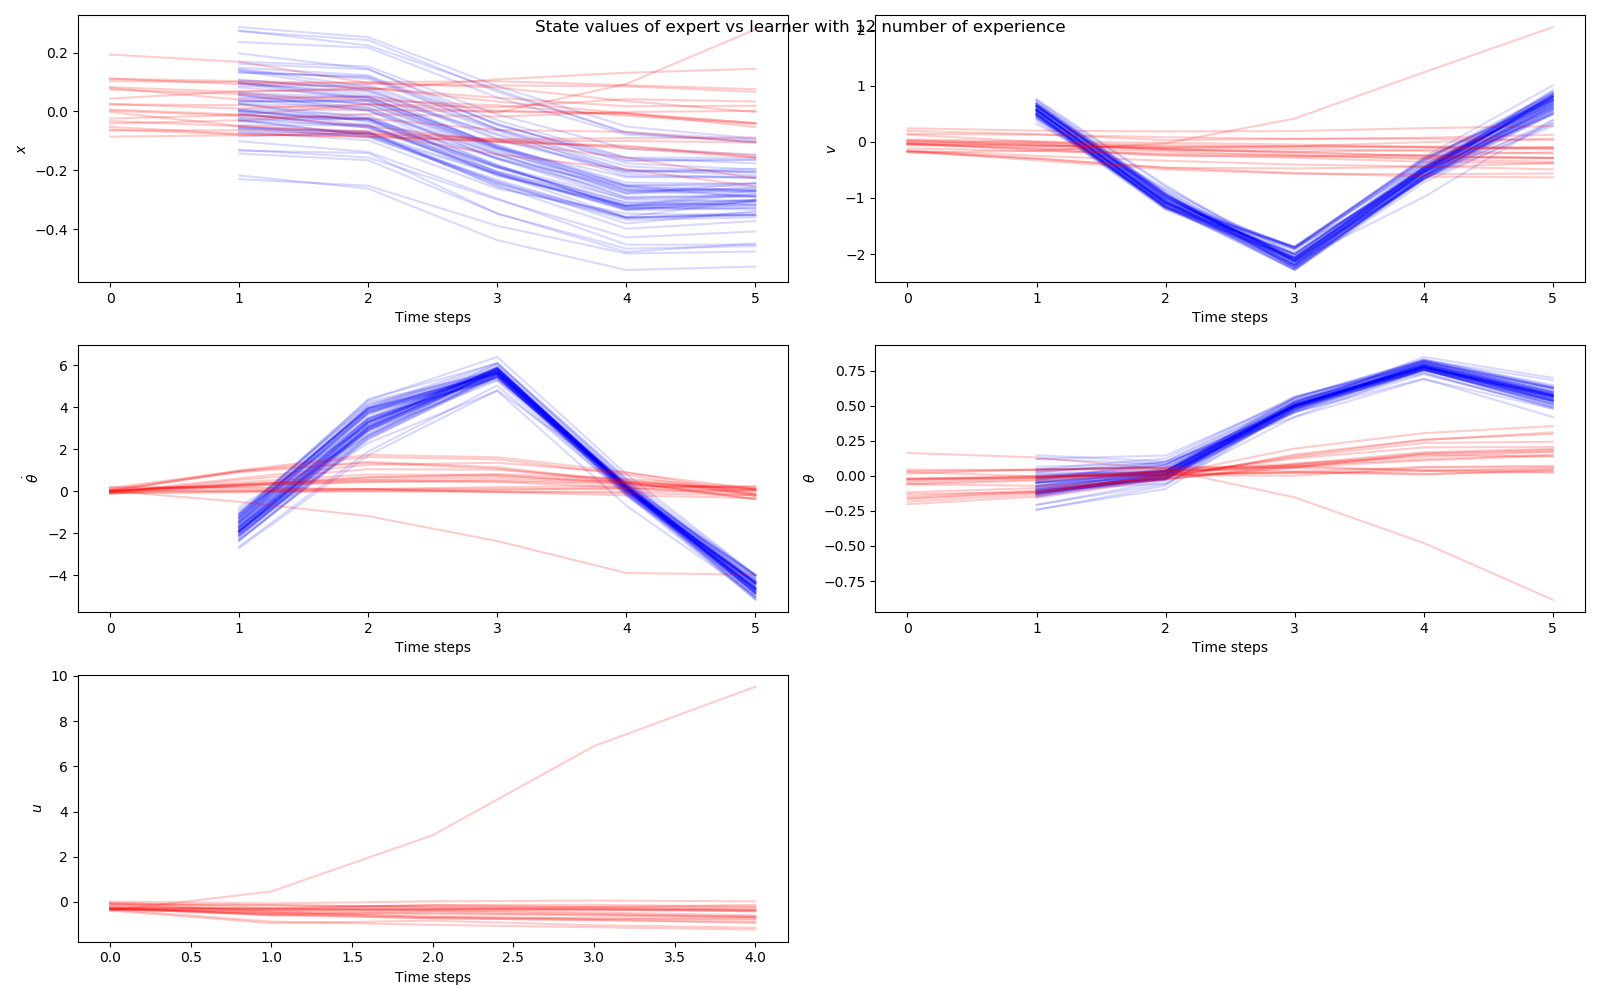 State values of expert vs learner with 12 number of experience
0.2
0.0
−0.2
−0.4
x
0 1 2 3 4 5
Time steps
2
1
0
−1
−2
v
0 1 2 3 4 5
Time steps
6
4
2
0
−2
−4
θ̇
0 1 2 3 4 5
Time steps
0.75
0.50
0.25
0.00
−0.25
−0.50
−0.75
θ
0 1 2 3 4 5
Time steps
10
8
6
4
2
0
u
0.0 0.5 1.0 1.5 2.0 2.5 3.0 3.5 4.0
Time steps